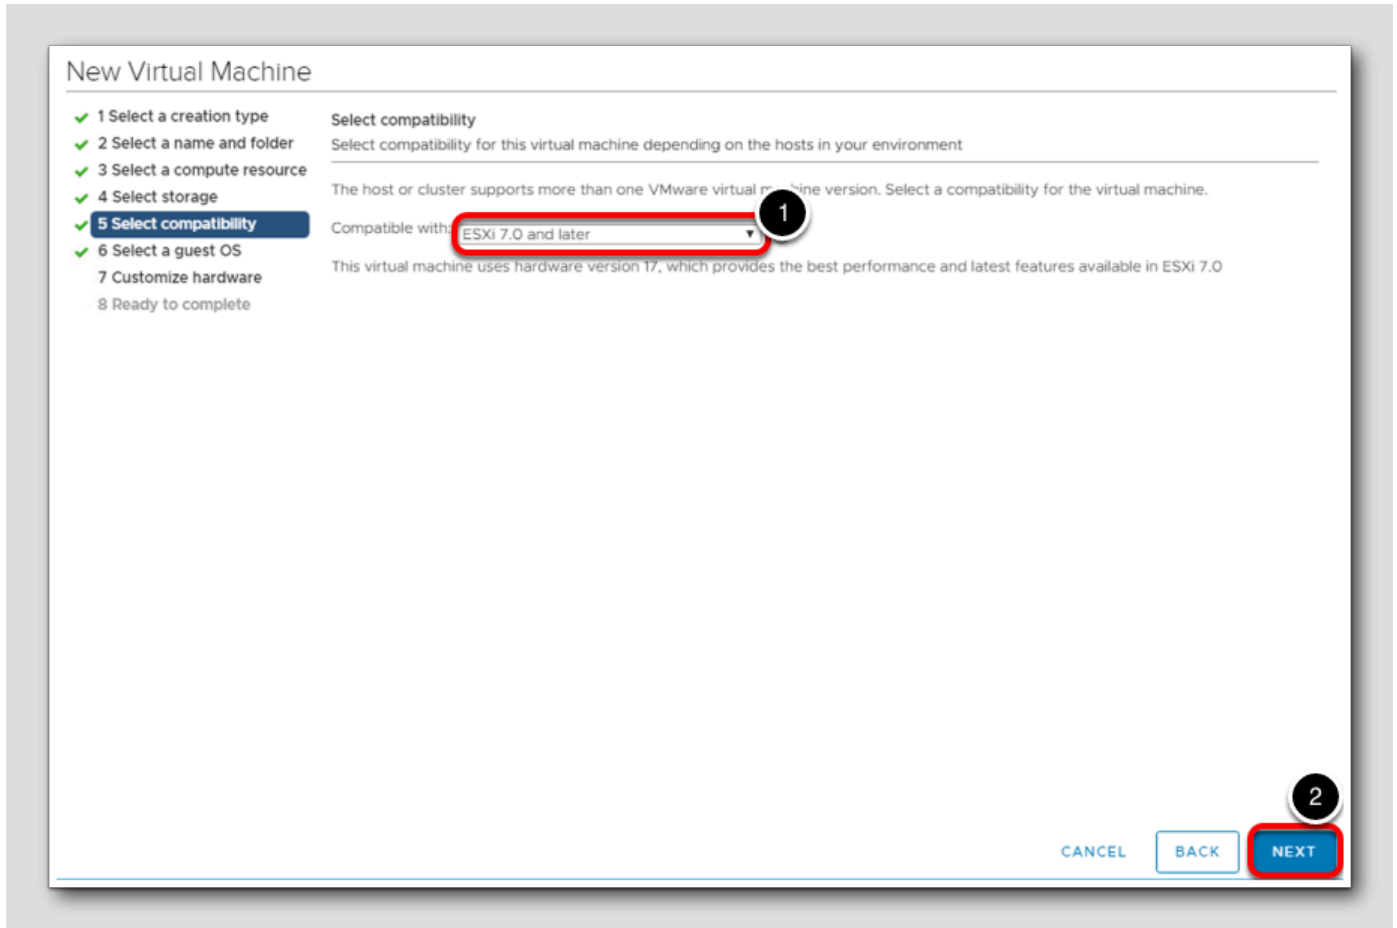 New Virtual Machine
1 Select a creation type
2 Select a name and folder
3 Select a compute resource
4 Select storage
5 Select compatibility
6 Select a guest OS
7 Customize hardware
8 Ready to complete
Select compatibility
Select compatibility for this virtual machine depending on the hosts in your environment
The host or cluster supports more than one VMware virtual machine version. Select a compatibility for the virtual machine.
1
Compatible with: ESXi 7.0 and later
This virtual machine uses hardware version 17, which provides the best performance and latest features available in ESXi 7.0
2
CANCEL BACK NEXT